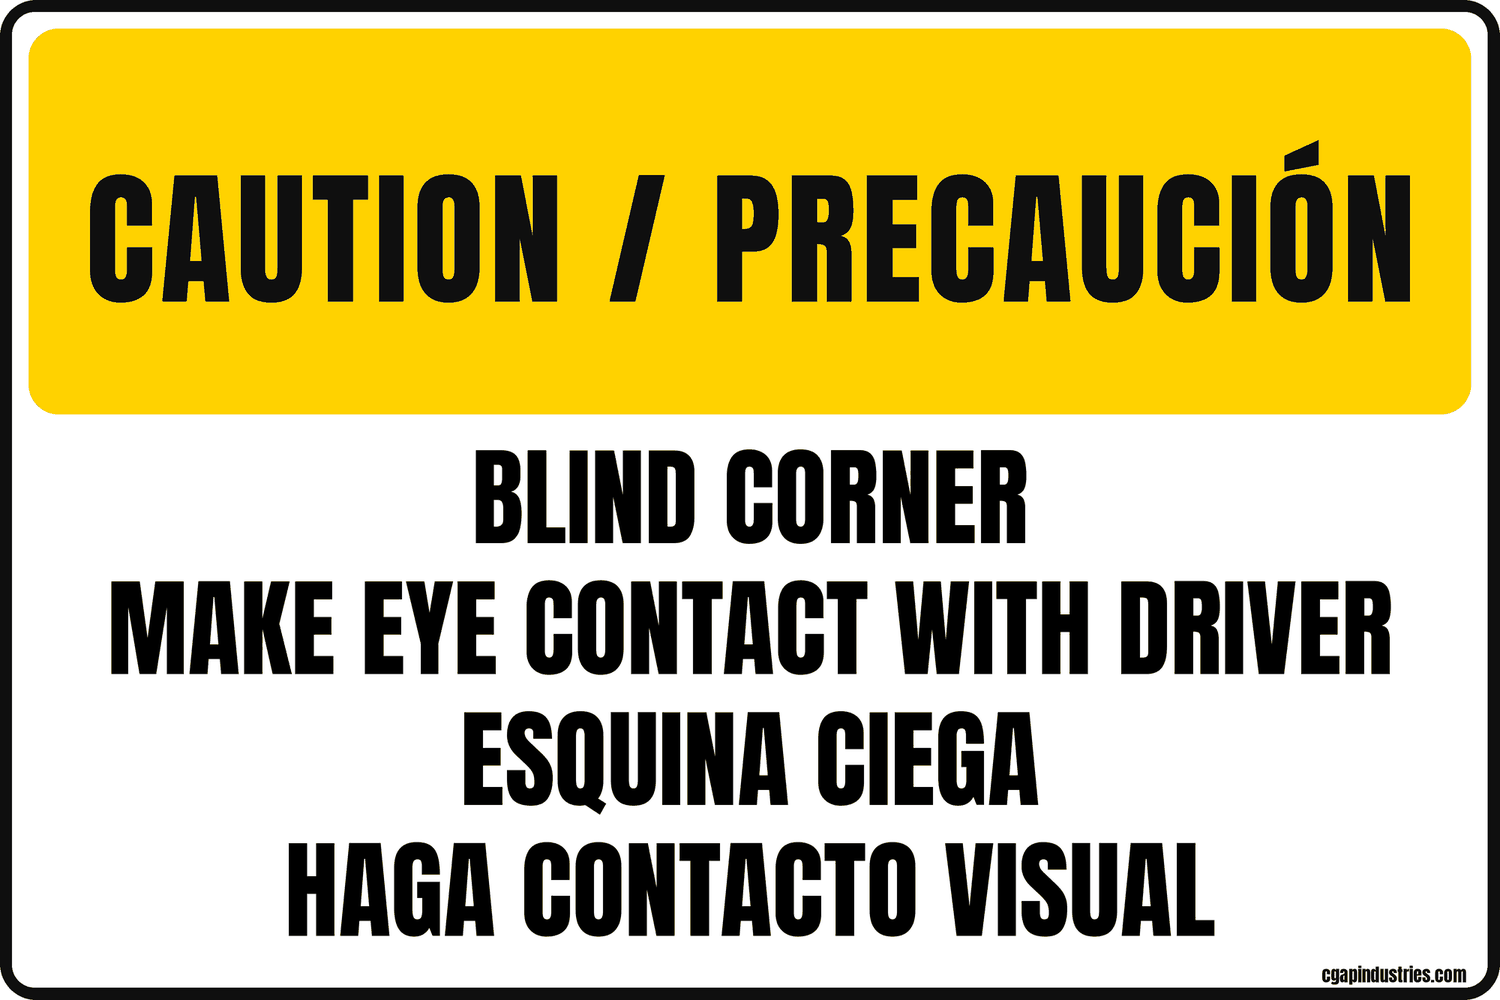 CAUTION / PRECAUCIÓN
BLIND CORNER
MAKE EYE CONTACT WITH DRIVER
ESQUINA CIEGA
HAGA CONTACTO VISUAL
cgapindustries.com